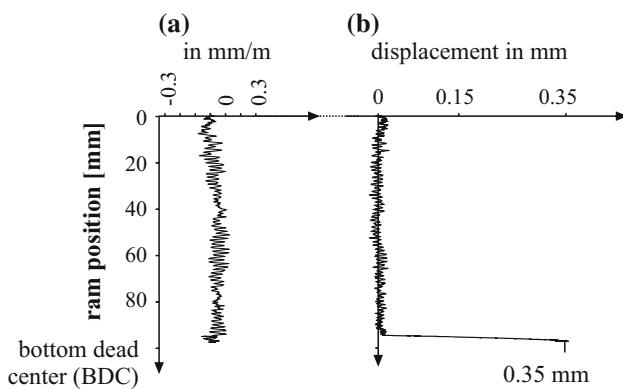 (a)
(b)
in mm/m
displacement in mm
-0.3
0
0.3
0
0.15
0.35
ram position [mm]
0
20
40
60
80
bottom dead
center (BDC)
0.35 mm